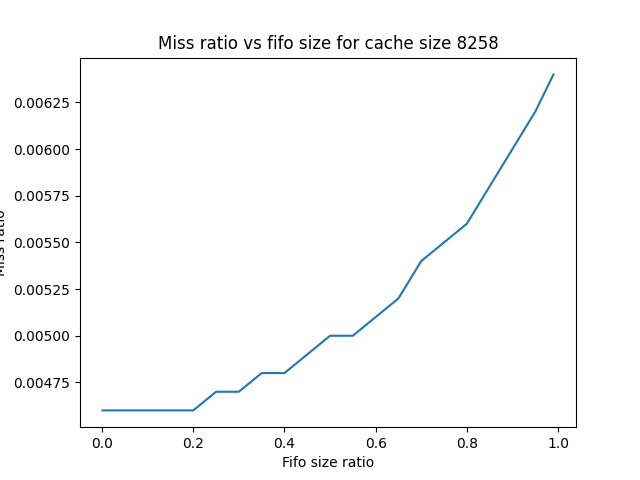 Miss ratio vs fifo size for cache size 8258
0.00625
0.00600
0.00575
0.00550
0.00525
0.00500
0.00475
Miss ratio
0.0 0.2 0.4 0.6 0.8 1.0
Fifo size ratio